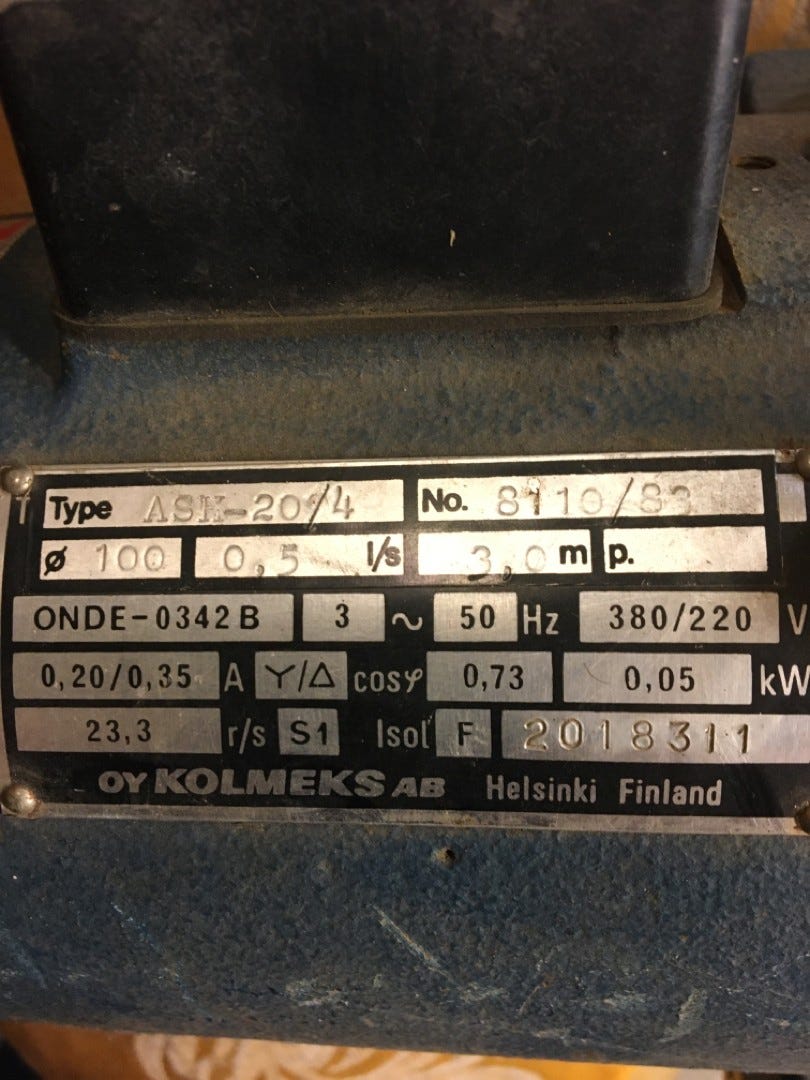 Type ASK-20/4 No. 8110/83
ø 100 0,5 l/s 3,0 m p.
ONDE-0342 B 3 ~ 50 Hz 380/220 V
0,20/0,35 A Y/Δ cosφ 0,73 0,05 kW
23,3 r/s S1 Isol F 2018311
OY KOLMEKS AB Helsinki Finland